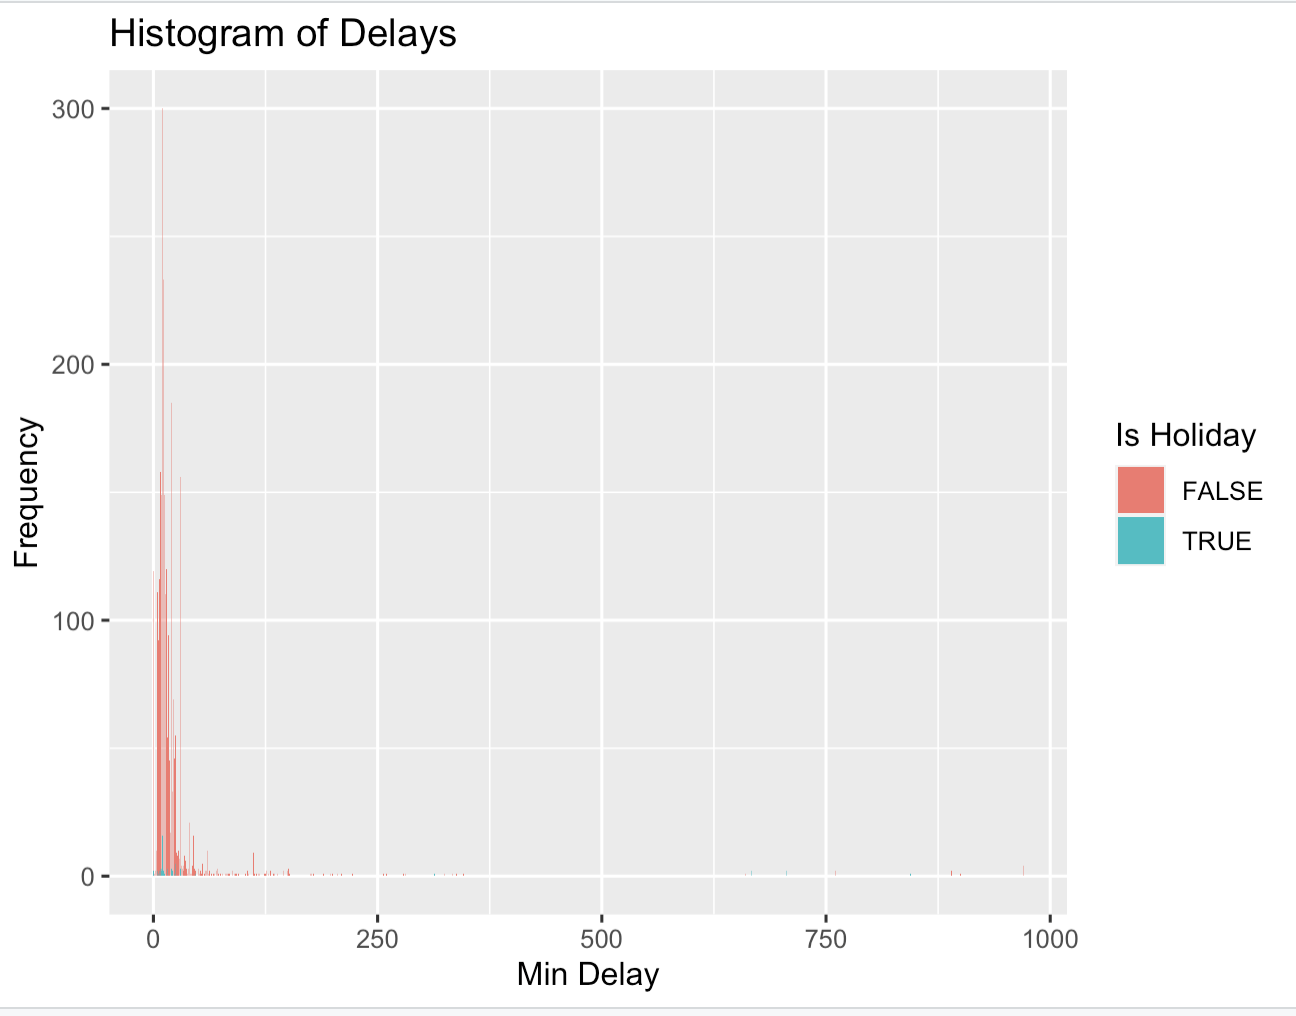 Histogram of Delays
300
200
100
0
Frequency
0 250 500 750 1000
Min Delay
Is Holiday
FALSE
TRUE